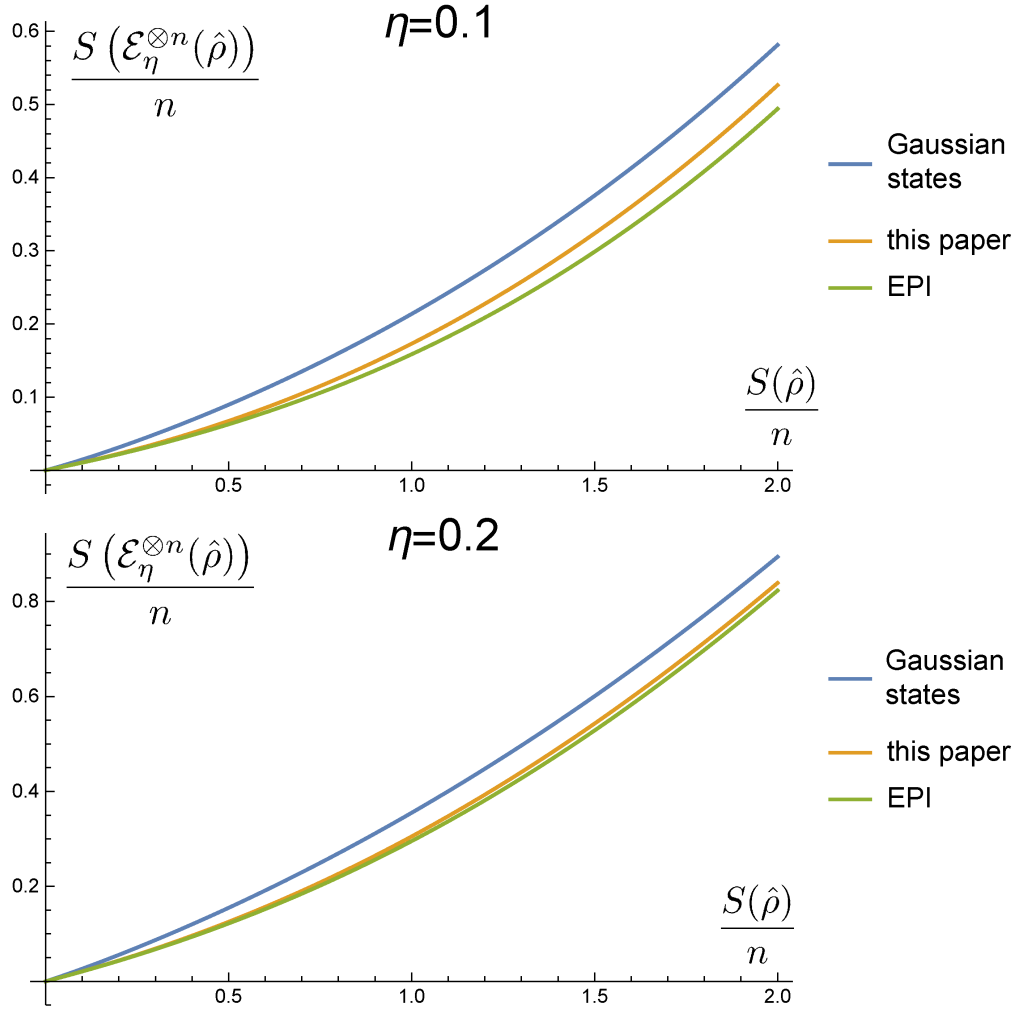 η=0.1
S(ℰ_η^{⊗n}(ρ̂))
n
0.6
0.5
0.4
0.3
0.2
0.1
Gaussian
states
this paper
EPI
S(ρ̂)
n
0.5 1.0 1.5 2.0
η=0.2
S(ℰ_η^{⊗n}(ρ̂))
n
0.8
0.6
0.4
0.2
Gaussian
states
this paper
EPI
S(ρ̂)
n
0.5 1.0 1.5 2.0